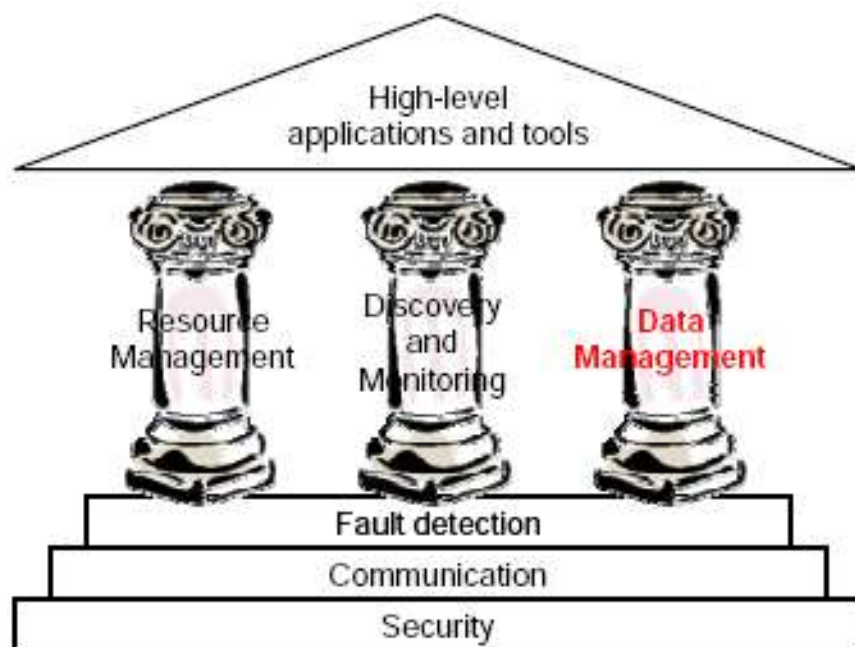 High-level
applications and tools
Resource
Management
Discovery
and
Monitoring
Data
Management
Fault detection
Communication
Security